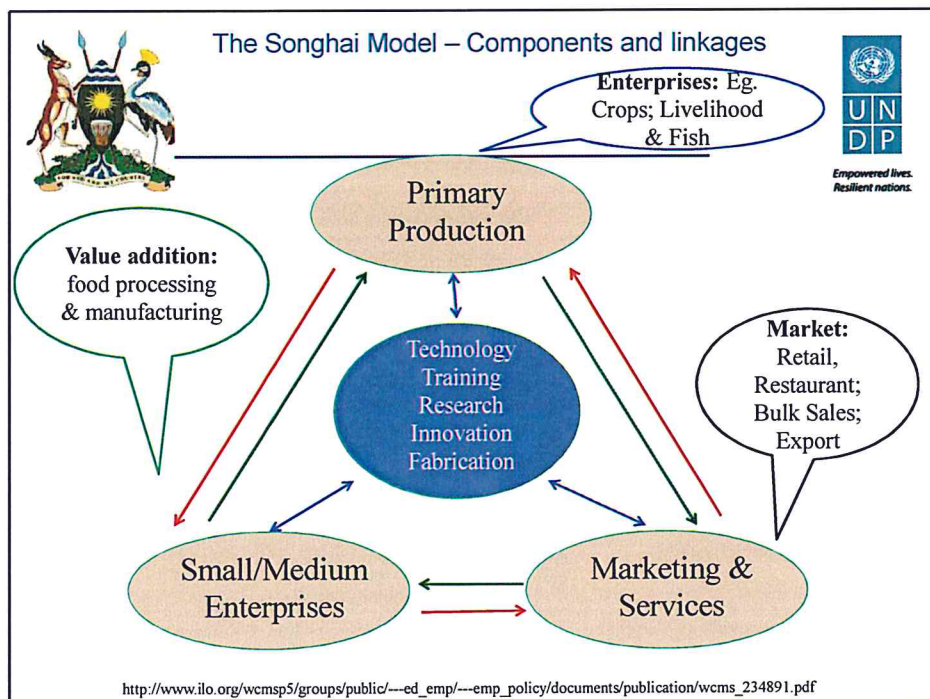 The Songhai Model – Components and linkages
Enterprises: Eg.
Crops; Livelihood
& Fish
U N
D P
Empowered lives.
Resilient nations.
Primary
Production
Value addition:
food processing
& manufacturing
Technology
Training
Research
Innovation
Fabrication
Market:
Retail,
Restaurant;
Bulk Sales;
Export
Small/Medium
Enterprises
Marketing &
Services
http://www.ilo.org/wcmsp5/groups/public/---ed_emp/---emp_policy/documents/publication/wcms_234891.pdf